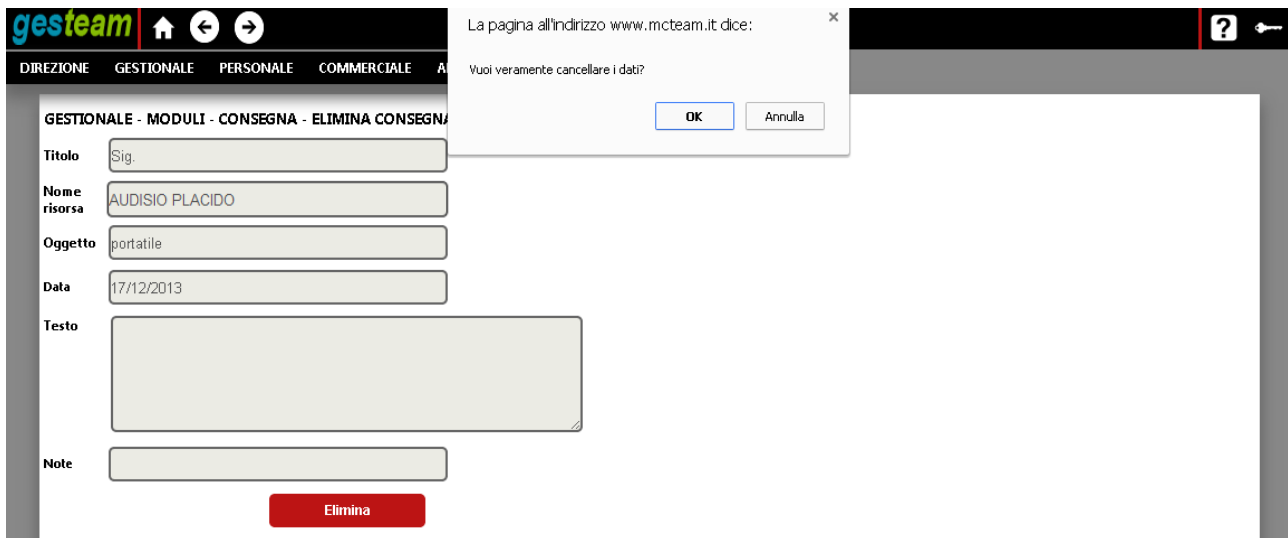 gesteam
La pagina all'indirizzo www.mcteam.it dice:
Vuoi veramente cancellare i dati?
OK Annulla
DIREZIONE GESTIONALE PERSONALE COMMERCIALE
GESTIONALE - MODULI - CONSEGNA - ELIMINA CONSEGNA
Titolo Sig.
Nome risorsa AUDISIO PLACIDO
Oggetto portatile
Data 17/12/2013
Testo
Note
Elimina